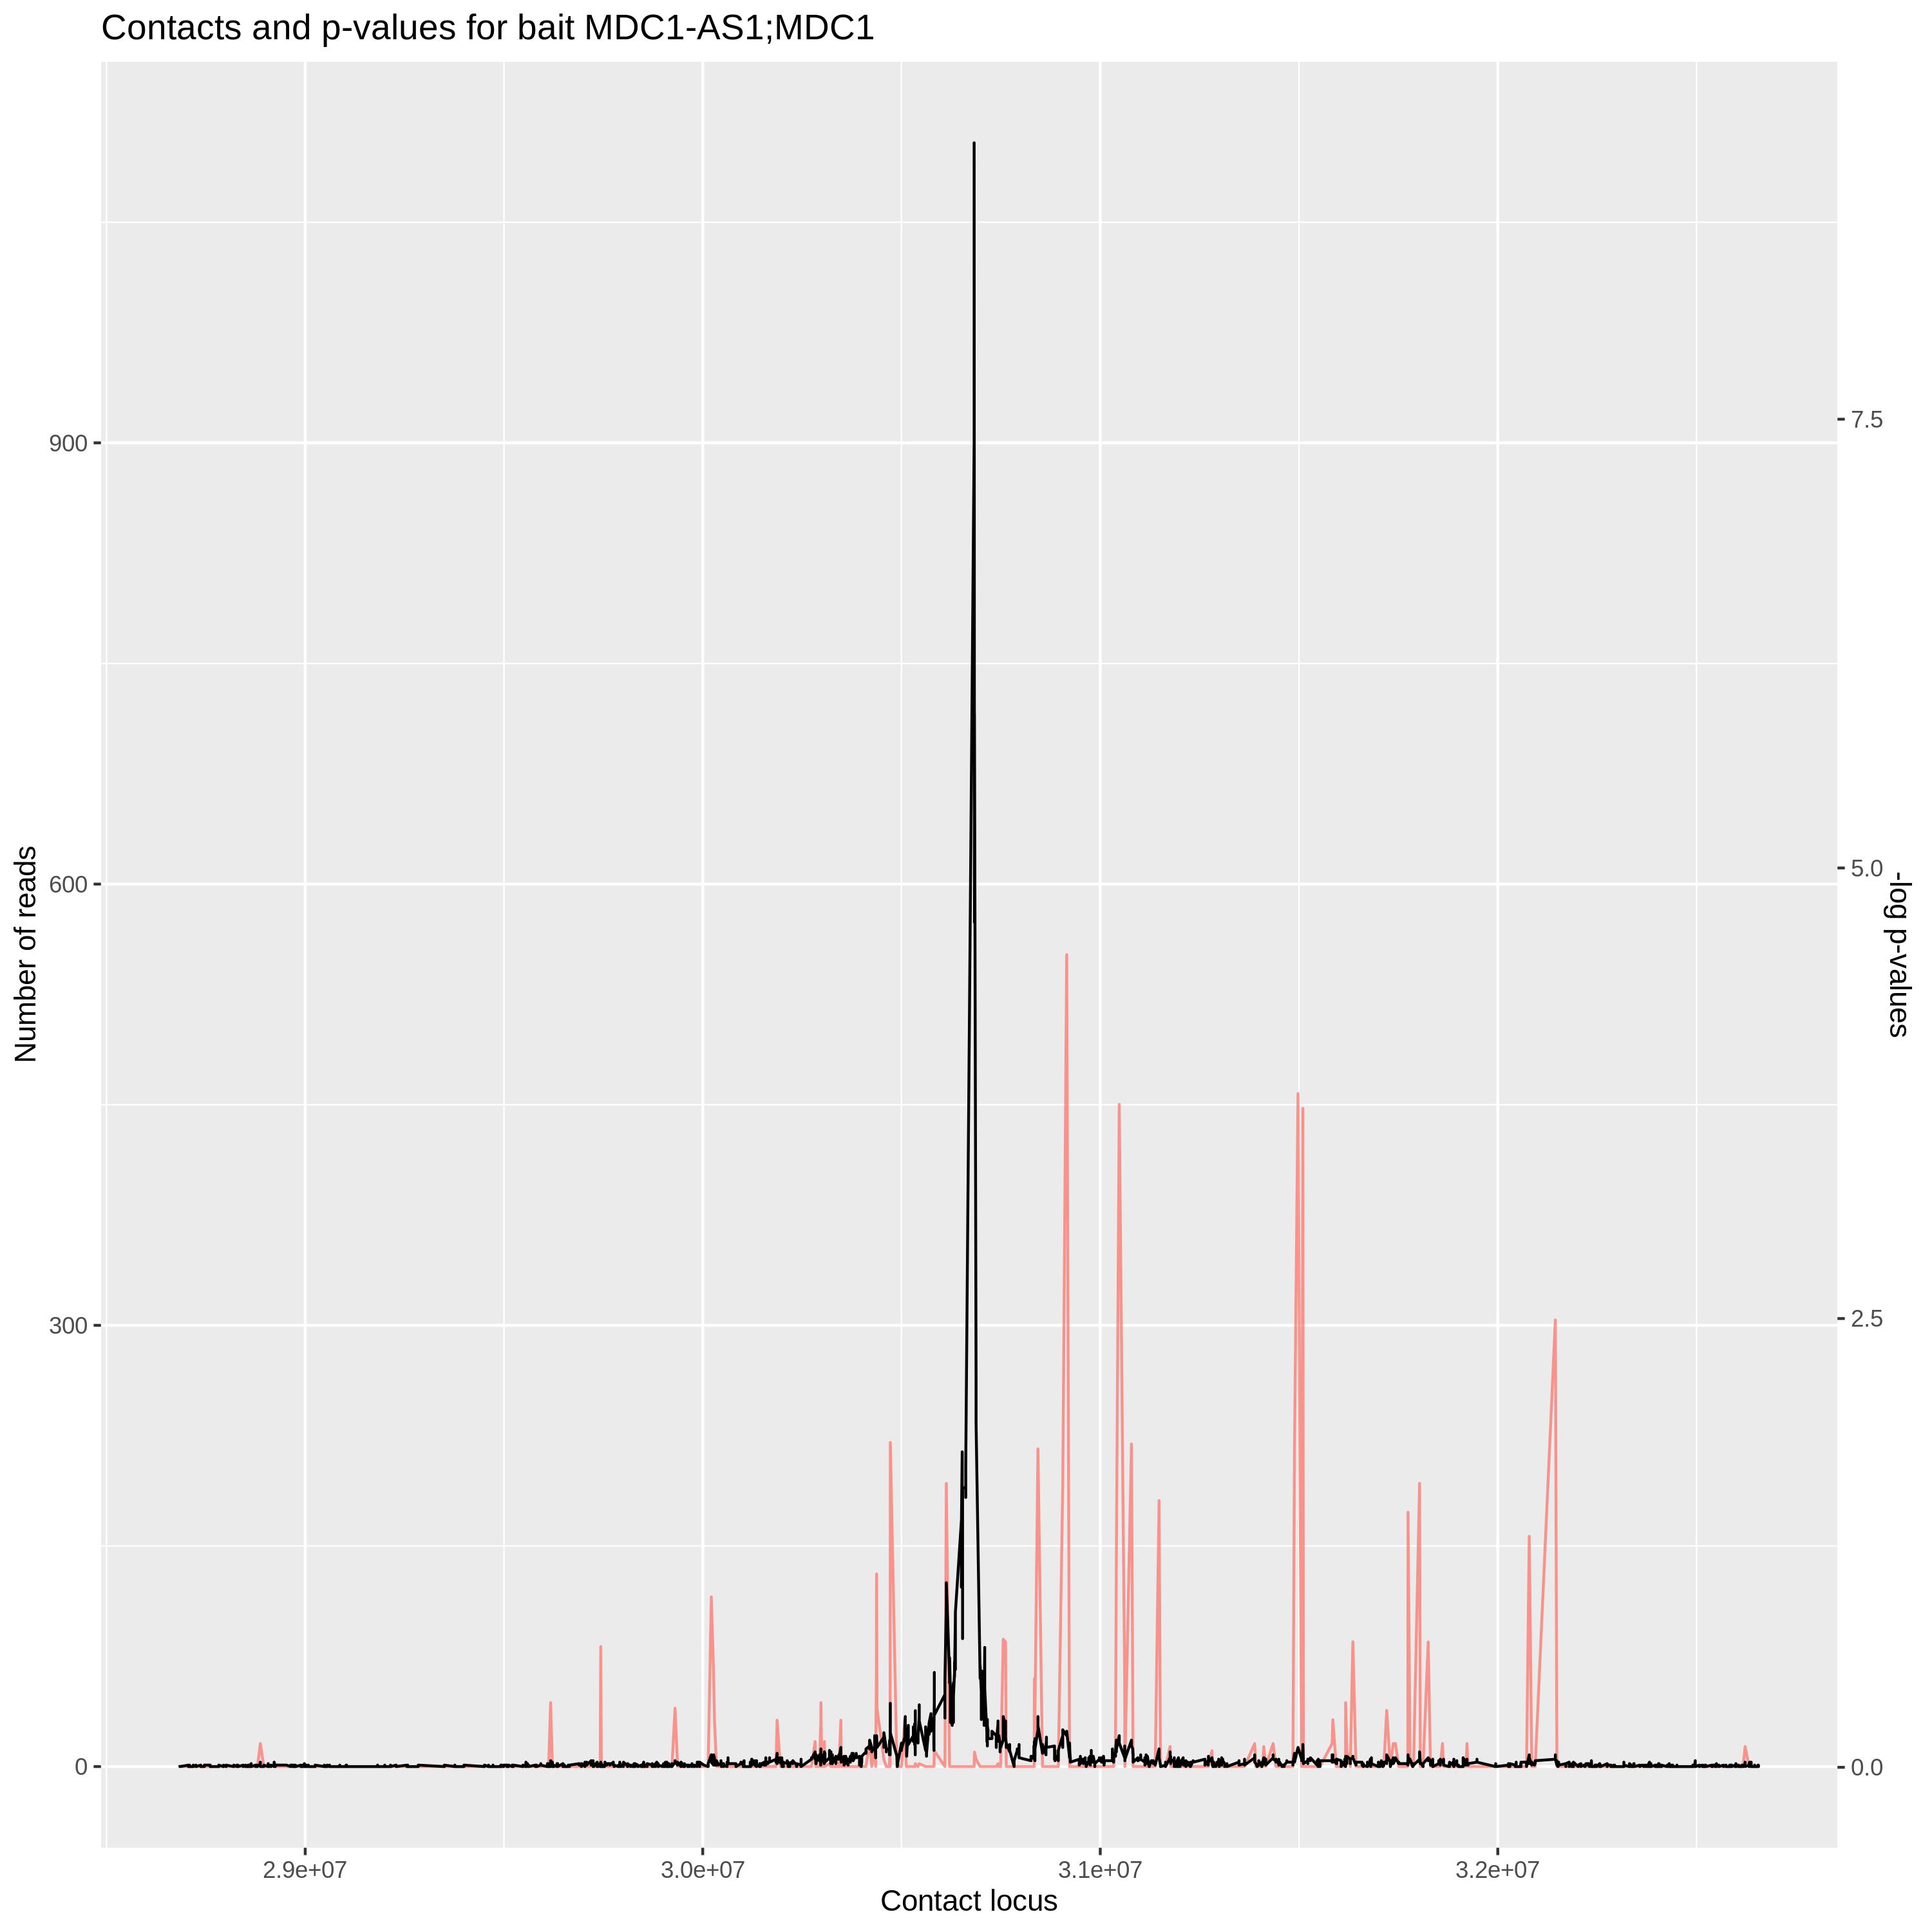 Contacts and p-values for bait MDC1-AS1;MDC1
900
600
300
0
Number of reads
7.5
5.0
2.5
0.0
-log p-values
2.9e+07
3.0e+07
3.1e+07
3.2e+07
Contact locus